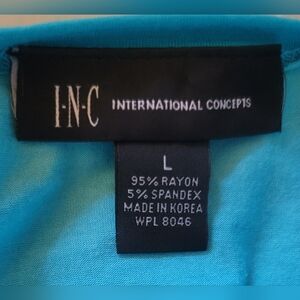 I·N·C INTERNATIONAL CONCEPTS
L
95% RAYON
5% SPANDEX
MADE IN KOREA
WPL 8046